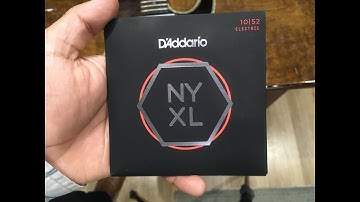 D'Addario
10|52
ELECTRIC
NY
XL